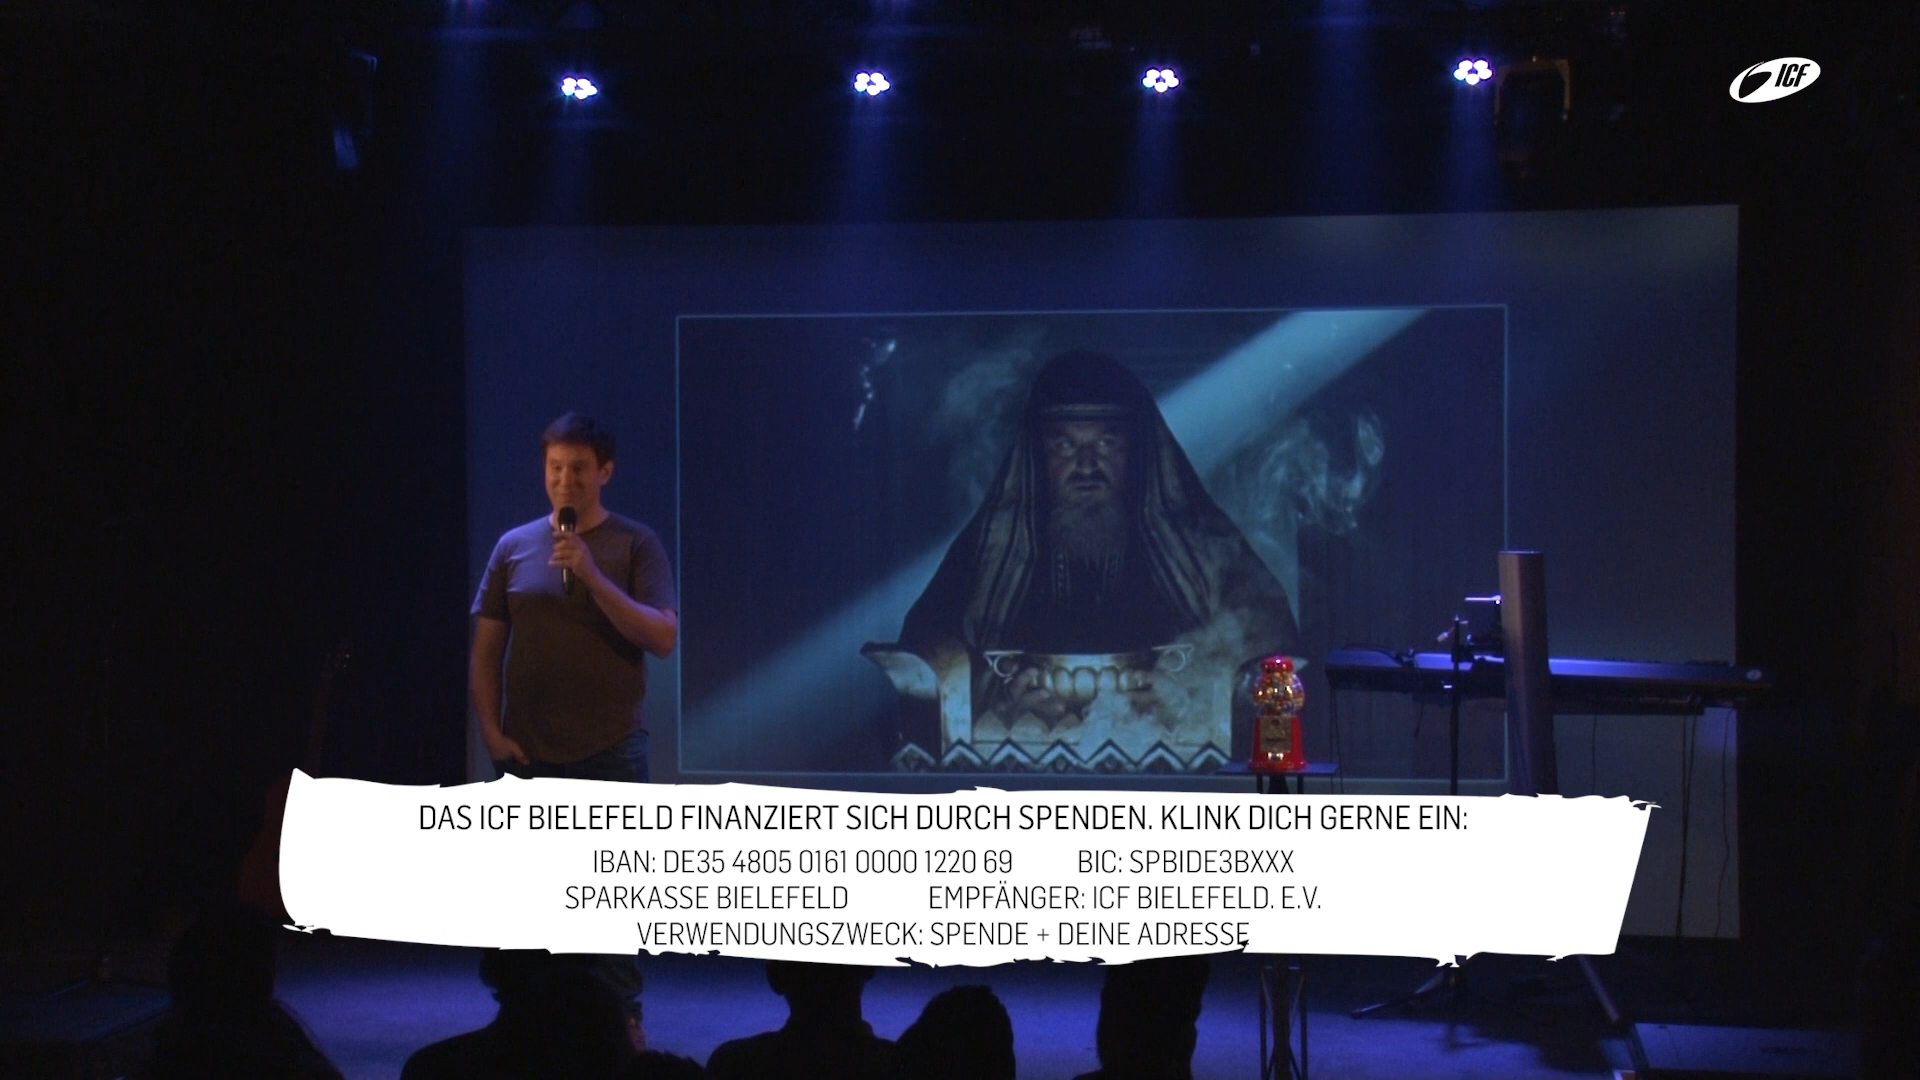 ICF
DAS ICF BIELEFELD FINANZIERT SICH DURCH SPENDEN. KLINK DICH GERNE EIN:
IBAN: DE35 4805 0161 0000 1220 69 BIC: SPBIDE3BXXX
SPARKASSE BIELEFELD EMPFÄNGER: ICF BIELEFELD. E.V.
VERWENDUNGSZWECK: SPENDE + DEINE ADRESSE